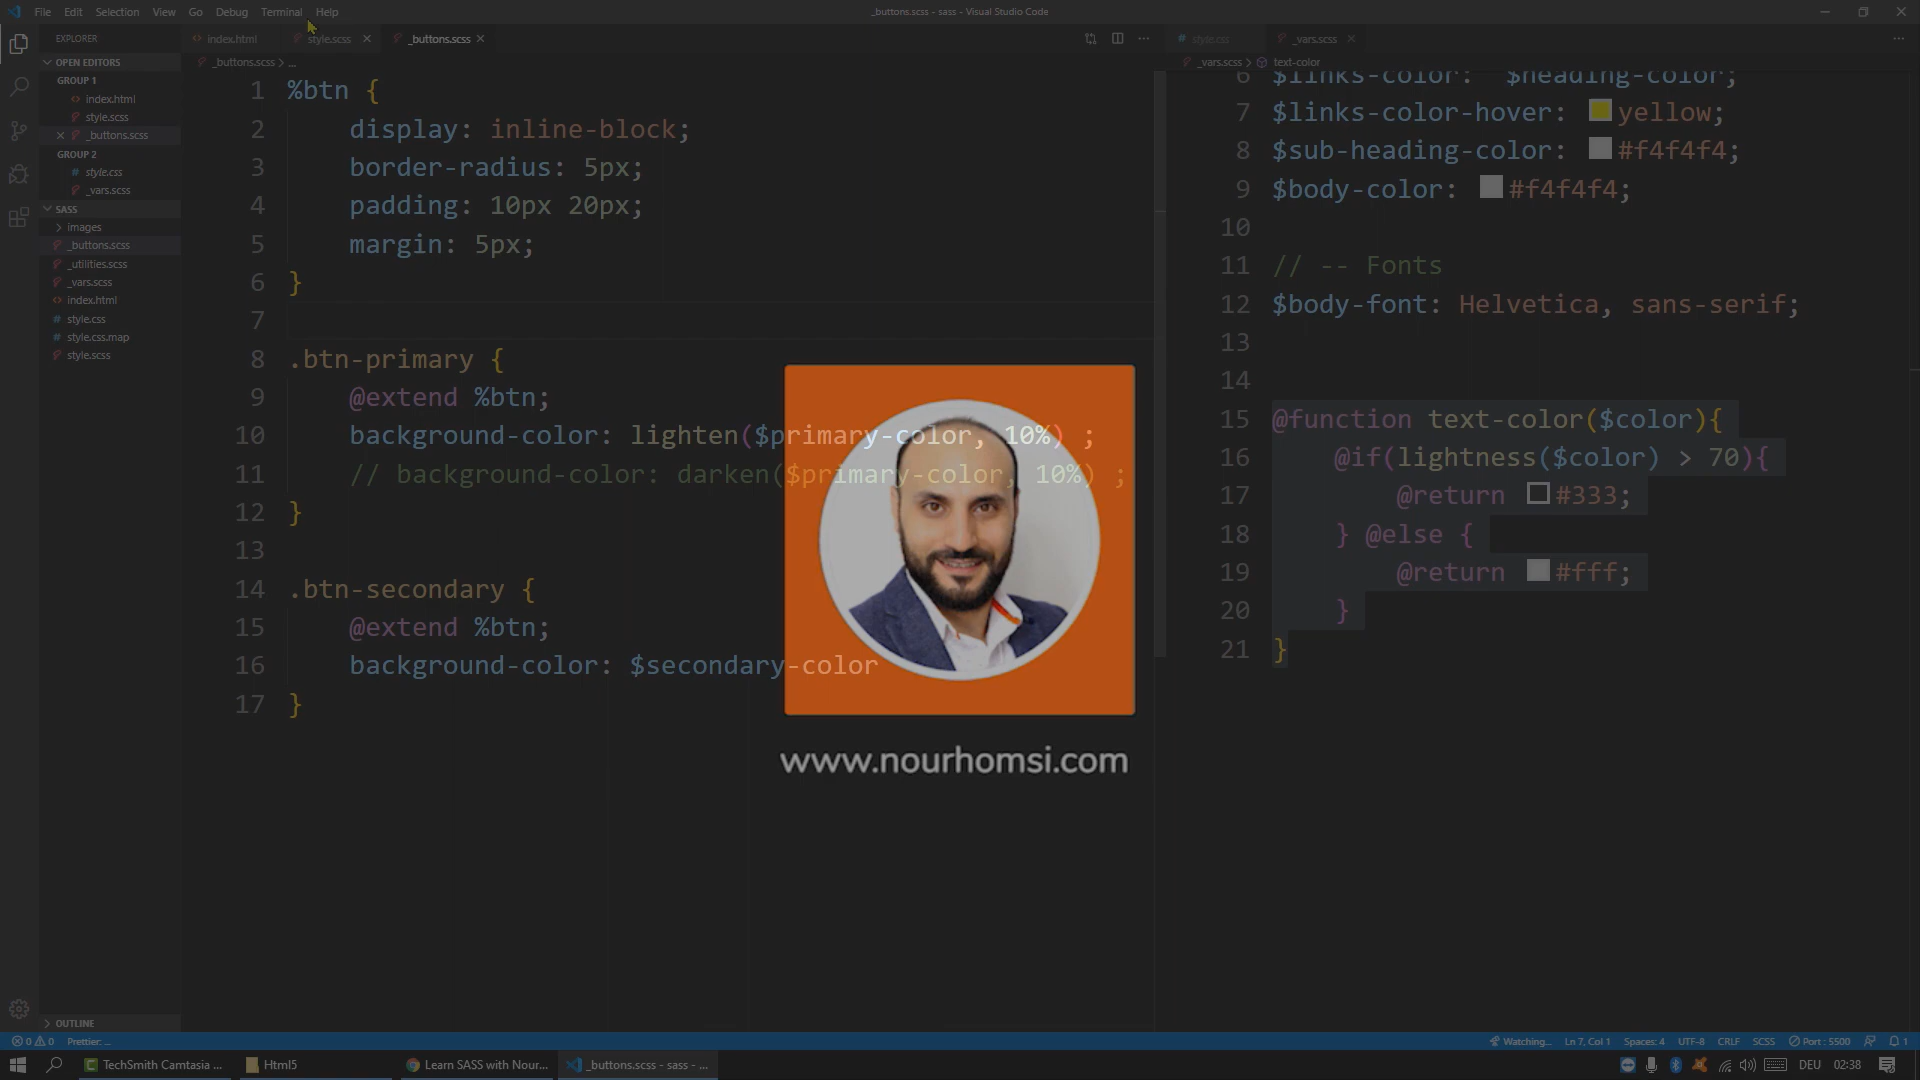 File Edit Selection View Go Debug Terminal Help
_buttons.scss - sass - Visual Studio Code
EXPLORER
index.html
style.scss
_buttons.scss
style.css
_vars.scss
OPEN EDITORS
GROUP 1
index.html
style.scss
_buttons.scss
GROUP 2
style.css
_vars.scss
SASS
images
_buttons.scss
_utilities.scss
_vars.scss
index.html
style.css
style.css.map
style.scss
OUTLINE
_buttons.scss > ...
1 %btn {
2 display: inline-block;
3 border-radius: 5px;
4 padding: 10px 20px;
5 margin: 5px;
6 }
7
8 .btn-primary {
9 @extend %btn;
10 background-color: lighten($primary-color, 10%) ;
11 // background-color: darken($primary-color, 10%) ;
12 }
13
14 .btn-secondary {
15 @extend %btn;
16 background-color: $secondary-color
17 }
_vars.scss > text-color
6 $links-color: $heading-color;
7 $links-color-hover: yellow;
8 $sub-heading-color: #f4f4f4;
9 $body-color: #f4f4f4;
10
11 // -- Fonts
12 $body-font: Helvetica, sans-serif;
13
14
15 @function text-color($color){
16 @if(lightness($color) > 70){
17 @return #333;
18 } @else {
19 @return #fff;
20 }
21 }
www.nourhomsi.com
0 0 Prettier: ...
Watching... Ln 7, Col 1 Spaces: 4 UTF-8 CRLF SCSS Port : 5500 1
TechSmith Camtasia ...
Html5
Learn SASS with Nour...
_buttons.scss - sass - ...
DEU 02:38